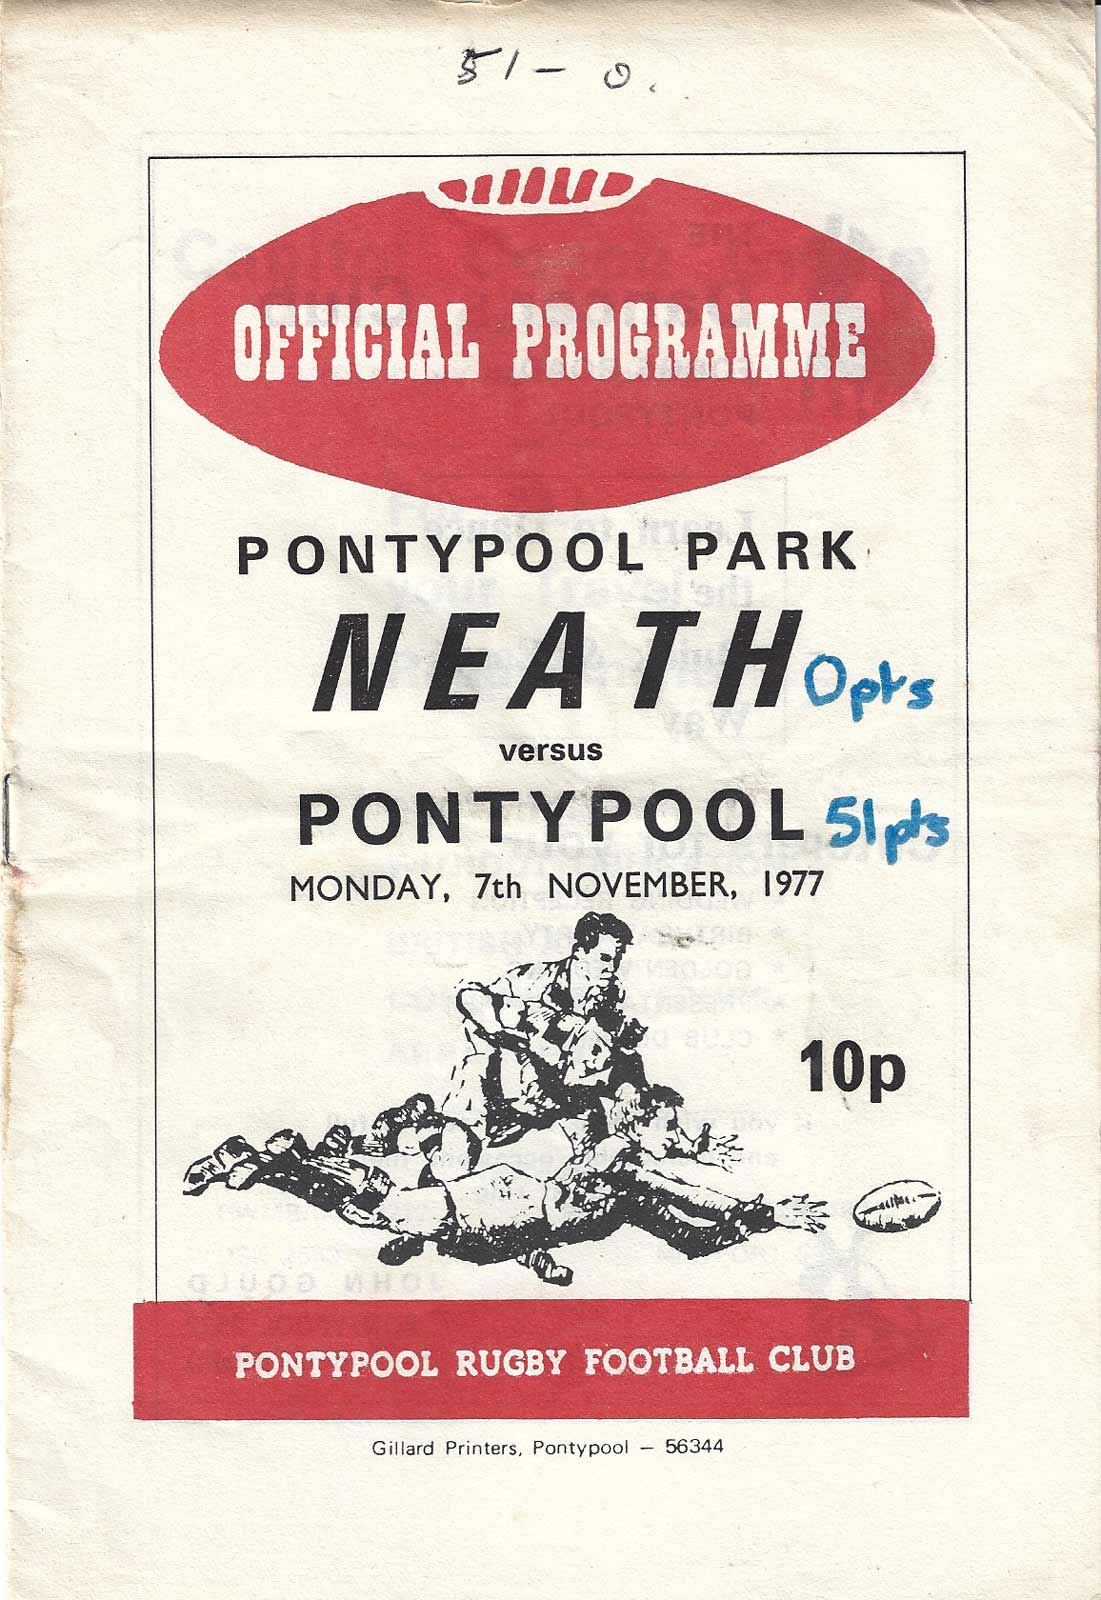 51 - 0.
OFFICIAL PROGRAMME
PONTYPOOL PARK
NEATH 0pts
versus
PONTYPOOL 51pts
MONDAY, 7th NOVEMBER, 1977
10p
PONTYPOOL RUGBY FOOTBALL CLUB
Gillard Printers, Pontypool – 56344